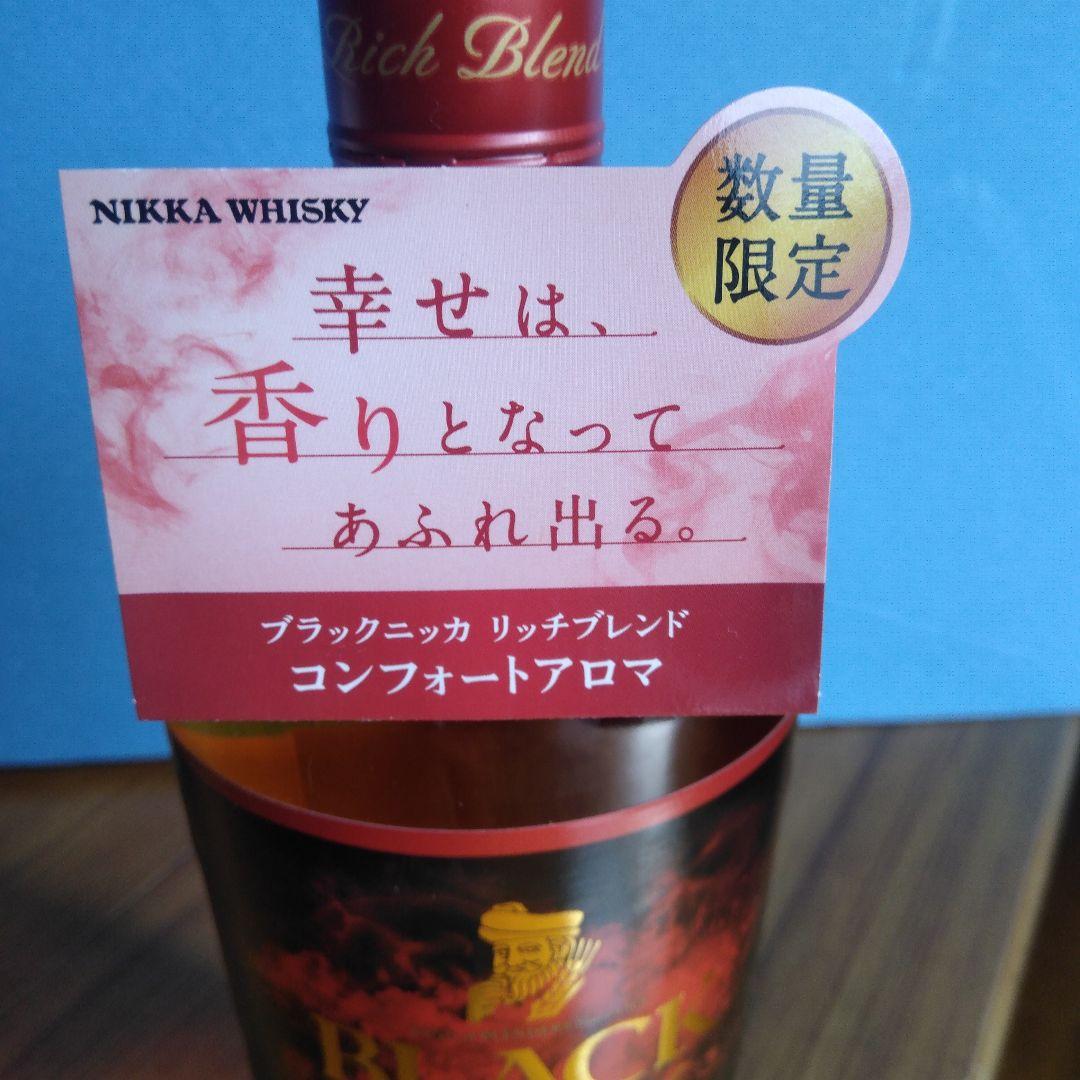 Rich Blend
NIKKA WHISKY
数量
限定
幸せは、
香りとなって
あふれ出る。
ブラックニッカ リッチブレンド
コンフォートアロマ
BLACK